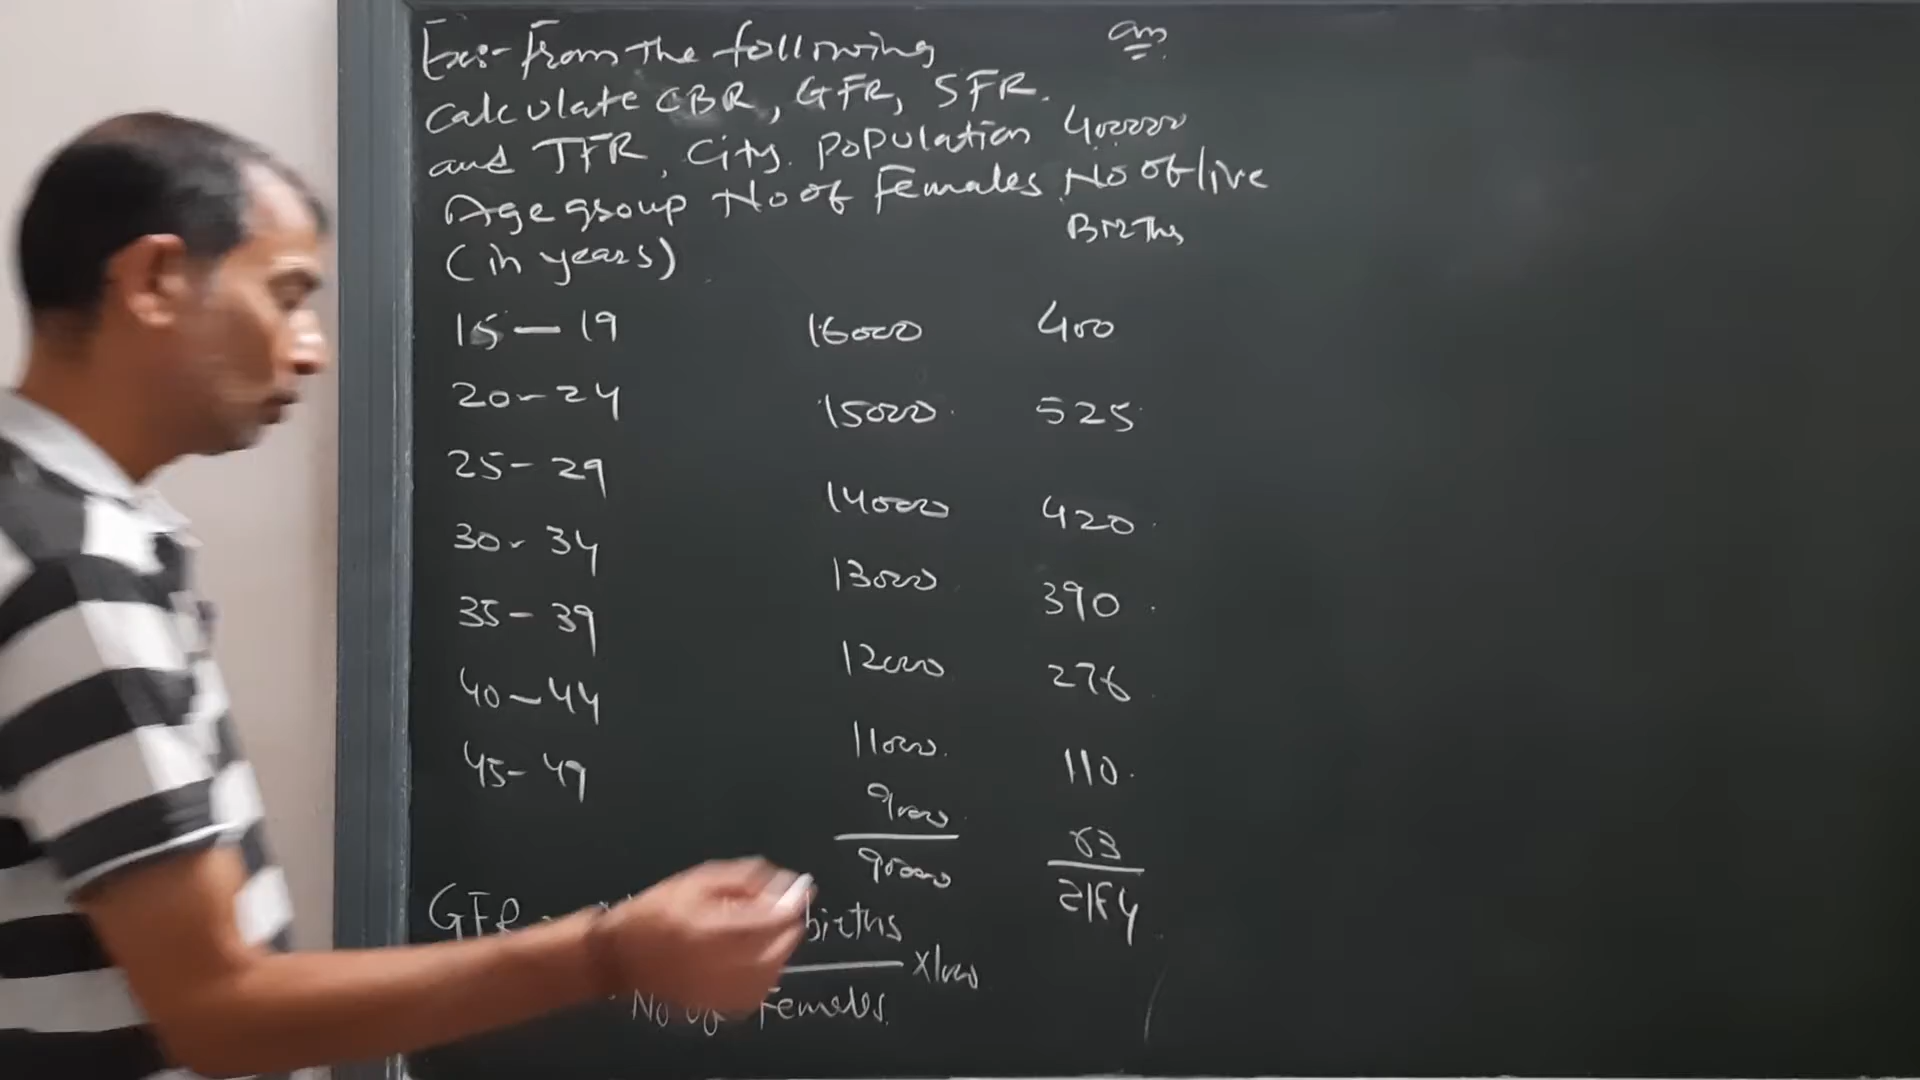 Ex:- From the following
calculate CBR, GFR, SFR.
and TFR, City. Population 400000
Age group No of Females No of live
Births
(in years)
15 - 19 16000 400
20 - 24 15000 525
25 - 29 14000 420
30 - 34 13000 390
35 - 39 12000 276
40 - 44 11000 110
45 - 49 9000 63
90000 2184
GFR births
x1000
No of Females